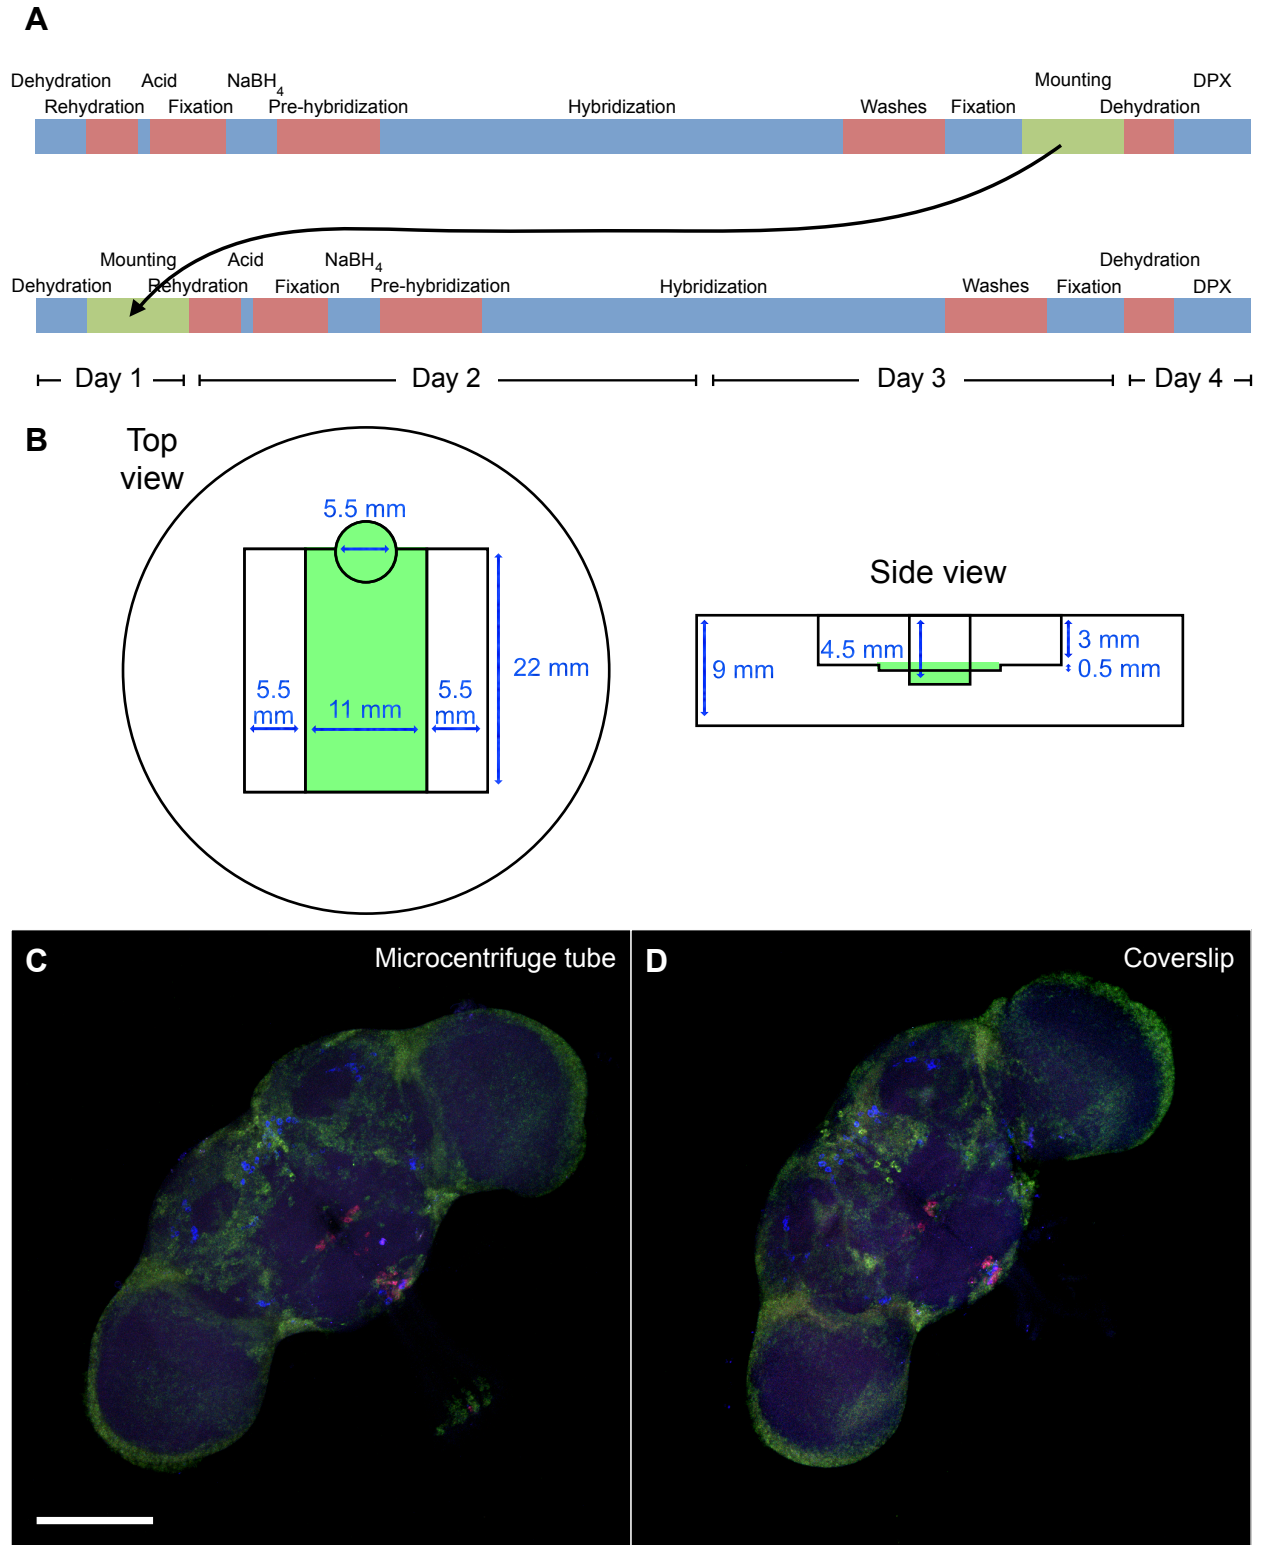 A
Dehydration Acid NaBH4 Mounting DPX
Rehydration Fixation Pre-hybridization Hybridization Washes Fixation Dehydration
Mounting Acid NaBH4 Dehydration
Dehydration Rehydration Fixation Pre-hybridization Hybridization Washes Fixation DPX
Day 1 Day 2 Day 3 Day 4
B
Top
view
5.5 mm
22 mm
5.5
mm
11 mm
5.5
mm
Side view
9 mm
4.5 mm
3 mm
0.5 mm
C
Microcentrifuge tube
D
Coverslip